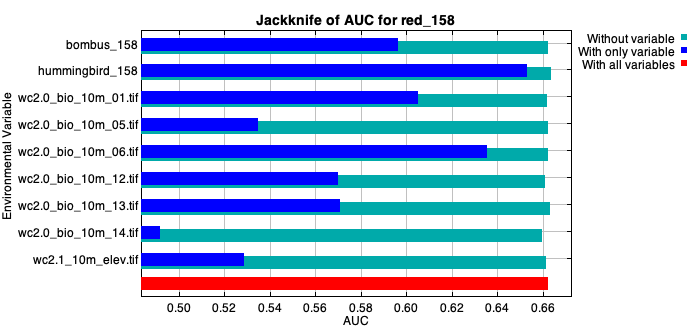 Jackknife of AUC for red_158
Without variable
With only variable
With all variables
Environmental Variable
bombus_158
hummingbird_158
wc2.0_bio_10m_01.tif
wc2.0_bio_10m_05.tif
wc2.0_bio_10m_06.tif
wc2.0_bio_10m_12.tif
wc2.0_bio_10m_13.tif
wc2.0_bio_10m_14.tif
wc2.1_10m_elev.tif
0.50 0.52 0.54 0.56 0.58 0.60 0.62 0.64 0.66
AUC